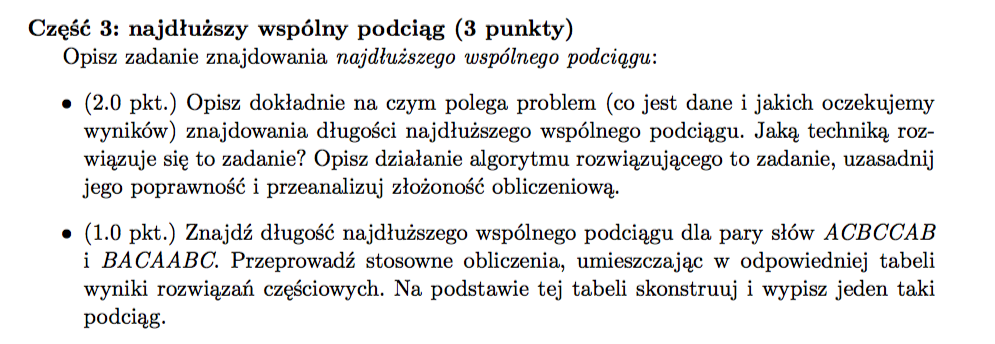 Część 3: najdłuższy wspólny podciąg (3 punkty)
Opisz zadanie znajdowania najdłuższego wspólnego podciągu:
• (2.0 pkt.) Opisz dokładnie na czym polega problem (co jest dane i jakich oczekujemy
wyników) znajdowania długości najdłuższego wspólnego podciągu. Jaką techniką roz-
wiązuje się to zadanie? Opisz działanie algorytmu rozwiązującego to zadanie, uzasadnij
jego poprawność i przeanalizuj złożoność obliczeniową.
• (1.0 pkt.) Znajdź długość najdłuższego wspólnego podciągu dla pary słów ACBCCAB
i BACAABC. Przeprowadź stosowne obliczenia, umieszczając w odpowiedniej tabeli
wyniki rozwiązań częściowych. Na podstawie tej tabeli skonstruuj i wypisz jeden taki
podciąg.